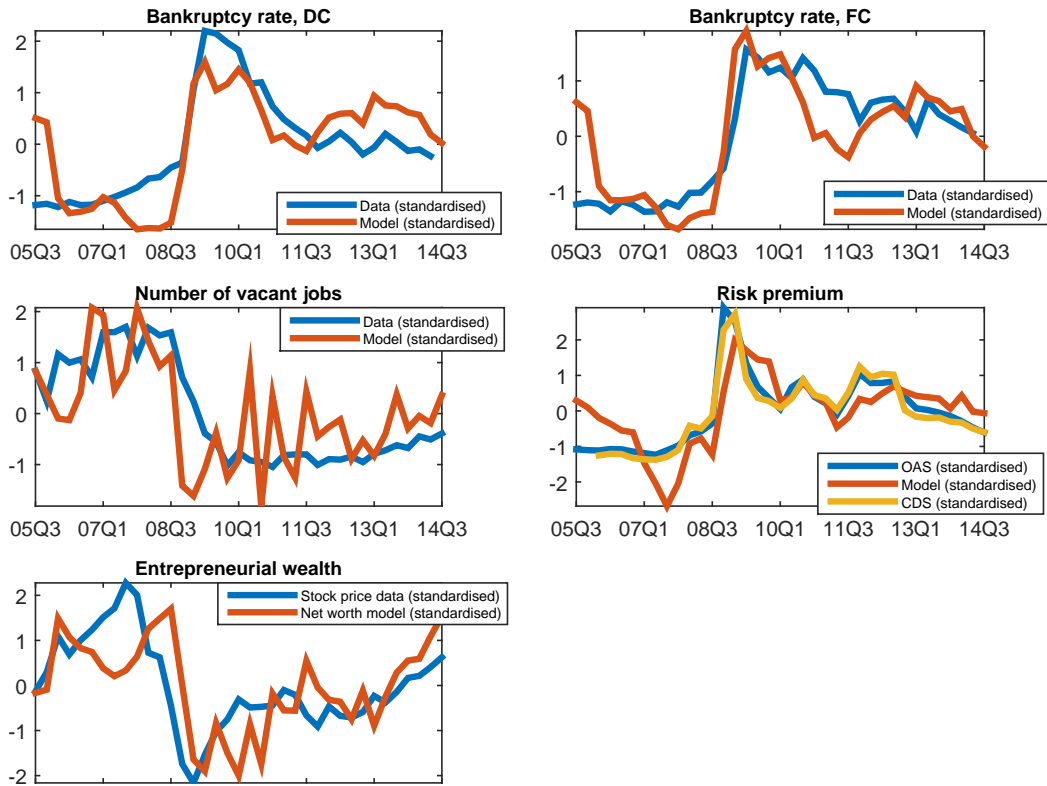 Bankruptcy rate, DC
2
1
0
-1
Data (standardised)
Model (standardised)
05Q3 07Q1 08Q3 10Q1 11Q3 13Q1 14Q3
Bankruptcy rate, FC
1
0
-1
Data (standardised)
Model (standardised)
05Q3 07Q1 08Q3 10Q1 11Q3 13Q1 14Q3
Number of vacant jobs
2
1
0
-1
Data (standardised)
Model (standardised)
05Q3 07Q1 08Q3 10Q1 11Q3 13Q1 14Q3
Risk premium
2
1
0
-1
-2
OAS (standardised)
Model (standardised)
CDS (standardised)
05Q3 07Q1 08Q3 10Q1 11Q3 13Q1 14Q3
Entrepreneurial wealth
2
1
0
-1
-2
Stock price data (standardised)
Net worth model (standardised)